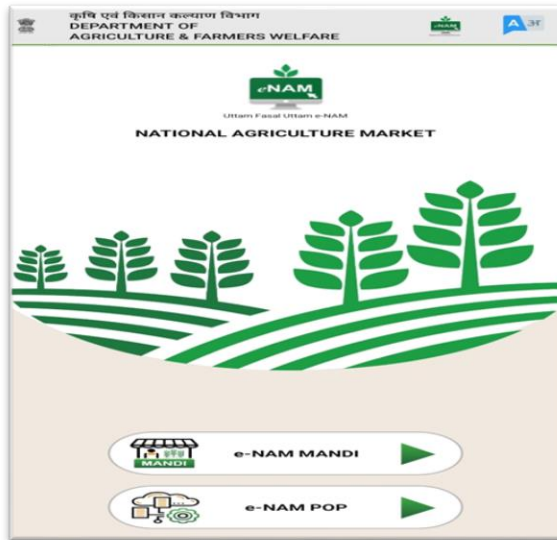 कृषि एवं किसान कल्याण विभाग
DEPARTMENT OF
AGRICULTURE & FARMERS WELFARE
A अ
eNAM
Uttam Fasal Uttam e-NAM
NATIONAL AGRICULTURE MARKET
MANDI
e-NAM MANDI
e-NAM POP